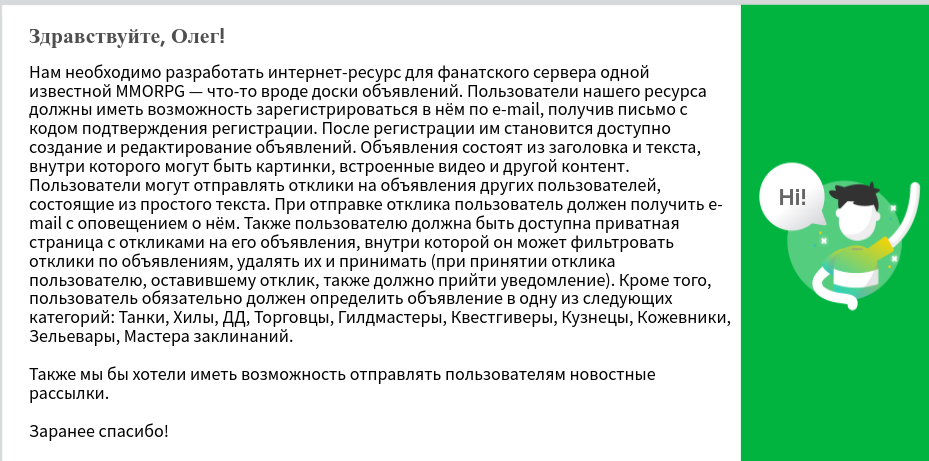 Здравствуйте, Олег!
Нам необходимо разработать интернет-ресурс для фанатского сервера одной
известной MMORPG — что-то вроде доски объявлений. Пользователи нашего ресурса
должны иметь возможность зарегистрироваться в нём по e-mail, получив письмо с
кодом подтверждения регистрации. После регистрации им становится доступно
создание и редактирование объявлений. Объявления состоят из заголовка и текста,
внутри которого могут быть картинки, встроенные видео и другой контент.
Пользователи могут отправлять отклики на объявления других пользователей,
состоящие из простого текста. При отправке отклика пользователь должен получить e-
mail с оповещением о нём. Также пользователю должна быть доступна приватная
страница с откликами на его объявления, внутри которой он может фильтровать
отклики по объявлениям, удалять их и принимать (при принятии отклика
пользователю, оставившему отклик, также должно прийти уведомление). Кроме того,
пользователь обязательно должен определить объявление в одну из следующих
категорий: Танки, Хилы, ДД, Торговцы, Гилдмастеры, Квестгиверы, Кузнецы, Кожевники,
Зельевары, Мастера заклинаний.
Также мы бы хотели иметь возможность отправлять пользователям новостные
рассылки.
Заранее спасибо!
Hi!